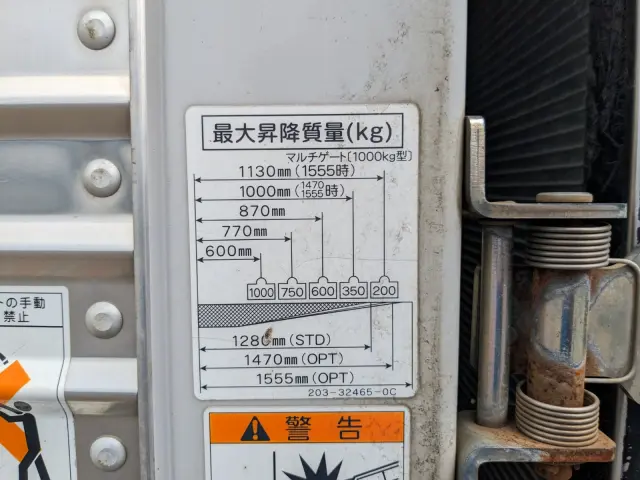 最大昇降質量(kg)
マルチゲート〔1000kg型〕
1130mm(1555時)
1000mm(1470 1555時)
870mm
770mm
600mm
1000 750 600 350 200
1280mm(STD)
1470mm(OPT)
1555mm(OPT)
203-32465-0C
トの手動
禁止
警告